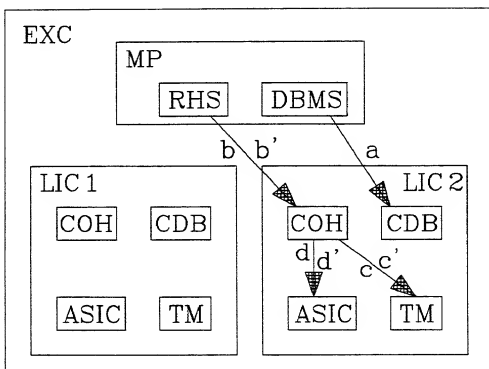 EXC
MP
RHS DBMS
b b' a
LIC 1 LIC 2
COH CDB COH CDB
d d' c c'
ASIC TM ASIC TM